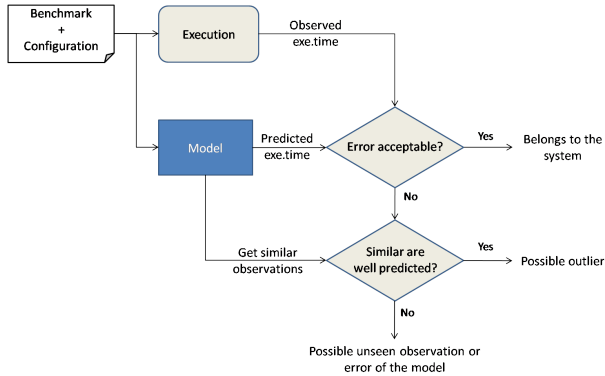 Benchmark
+
Configuration
Execution
Observed
exe.time
Model
Predicted
exe.time
Error acceptable?
Yes
Belongs to the
system
No
Get similar
observations
Similar are
well predicted?
Yes
Possible outlier
No
Possible unseen observation or
error of the model